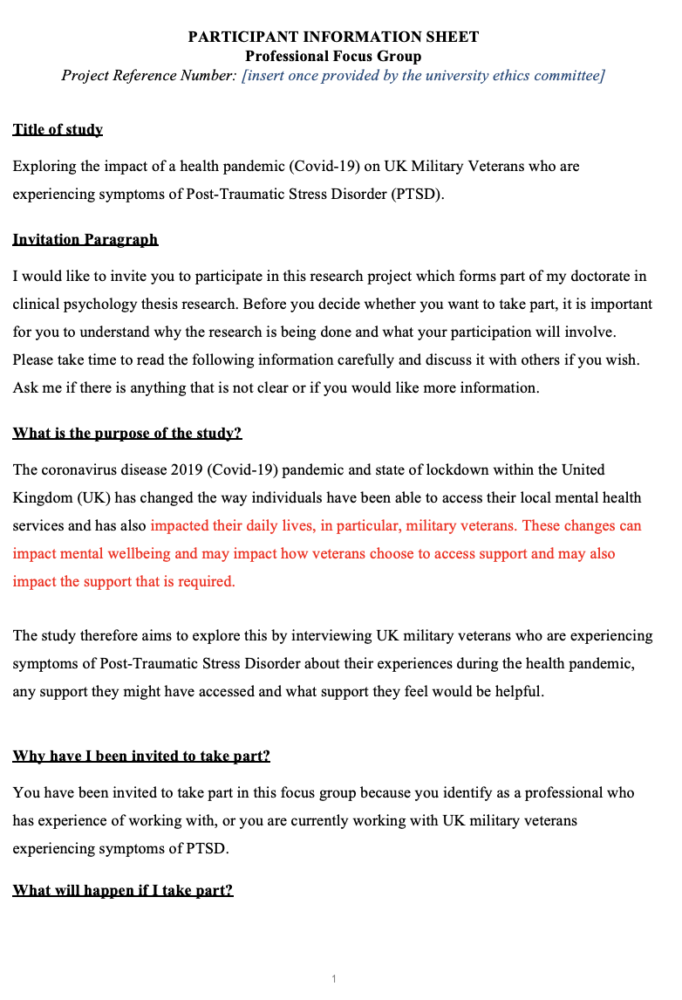 PARTICIPANT INFORMATION SHEET
Professional Focus Group
Project Reference Number: [insert once provided by the university ethics committee]
Title of study
Exploring the impact of a health pandemic (Covid-19) on UK Military Veterans who are
experiencing symptoms of Post-Traumatic Stress Disorder (PTSD).
Invitation Paragraph
I would like to invite you to participate in this research project which forms part of my doctorate in
clinical psychology thesis research. Before you decide whether you want to take part, it is important
for you to understand why the research is being done and what your participation will involve.
Please take time to read the following information carefully and discuss it with others if you wish.
Ask me if there is anything that is not clear or if you would like more information.
What is the purpose of the study?
The coronavirus disease 2019 (Covid-19) pandemic and state of lockdown within the United
Kingdom (UK) has changed the way individuals have been able to access their local mental health
services and has also impacted their daily lives, in particular, military veterans. These changes can
impact mental wellbeing and may impact how veterans choose to access support and may also
impact the support that is required.
The study therefore aims to explore this by interviewing UK military veterans who are experiencing
symptoms of Post-Traumatic Stress Disorder about their experiences during the health pandemic,
any support they might have accessed and what support they feel would be helpful.
Why have I been invited to take part?
You have been invited to take part in this focus group because you identify as a professional who
has experience of working with, or you are currently working with UK military veterans
experiencing symptoms of PTSD.
What will happen if I take part?
1